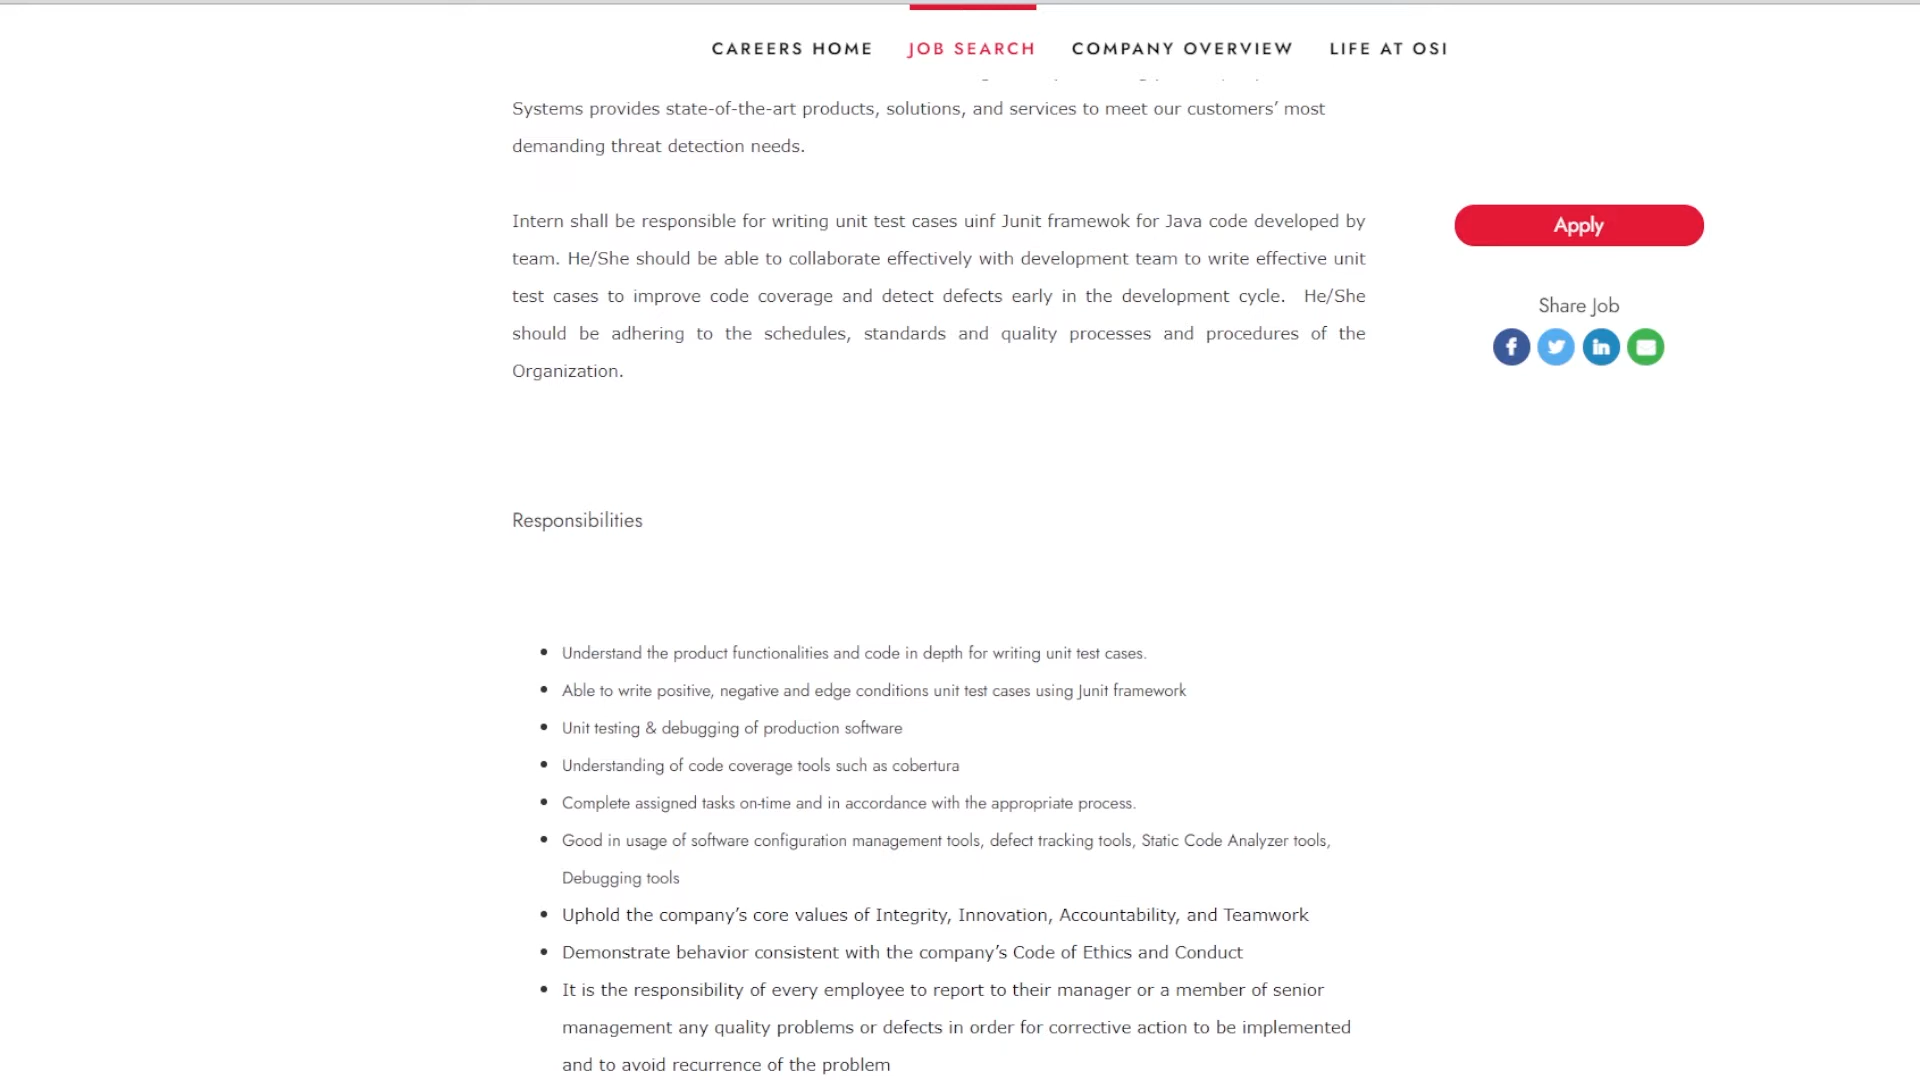 CAREERS HOME JOB SEARCH COMPANY OVERVIEW LIFE AT OSI
Systems provides state-of-the-art products, solutions, and services to meet our customers’ most
demanding threat detection needs.
Intern shall be responsible for writing unit test cases uinf Junit framewok for Java code developed by
team. He/She should be able to collaborate effectively with development team to write effective unit
test cases to improve code coverage and detect defects early in the development cycle. He/She
should be adhering to the schedules, standards and quality processes and procedures of the
Organization.
Apply
Share Job
Responsibilities
Understand the product functionalities and code in depth for writing unit test cases.
Able to write positive, negative and edge conditions unit test cases using Junit framework
Unit testing & debugging of production software
Understanding of code coverage tools such as cobertura
Complete assigned tasks on-time and in accordance with the appropriate process.
Good in usage of software configuration management tools, defect tracking tools, Static Code Analyzer tools,
Debugging tools
Uphold the company’s core values of Integrity, Innovation, Accountability, and Teamwork
Demonstrate behavior consistent with the company’s Code of Ethics and Conduct
It is the responsibility of every employee to report to their manager or a member of senior
management any quality problems or defects in order for corrective action to be implemented
and to avoid recurrence of the problem